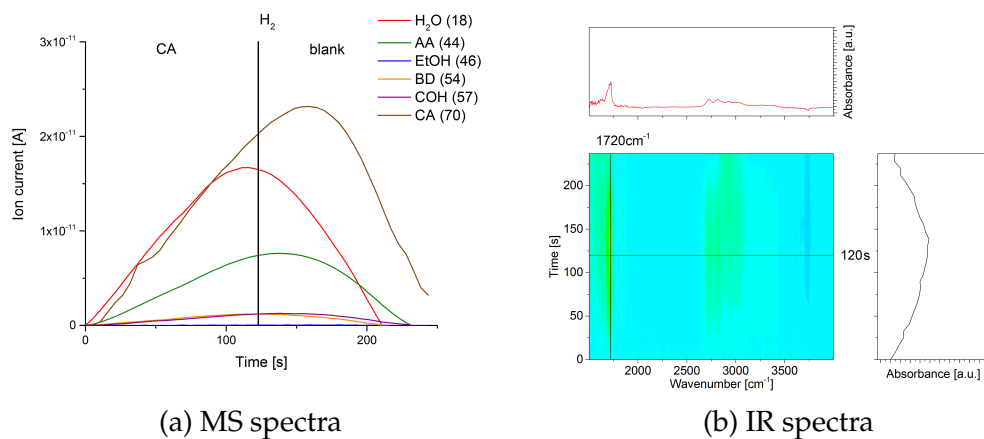 H₂
CA
blank
H₂O (18)
AA (44)
EtOH (46)
BD (54)
COH (57)
CA (70)
3x10⁻¹¹
2x10⁻¹¹
1x10⁻¹¹
0
Ion current [A]
0
100
200
Time [s]
(a) MS spectra
Absorbance [a.u.]
1720cm⁻¹
200
150
100
50
0
Time [s]
120s
2000
2500
3000
3500
Wavenumber [cm⁻¹]
Absorbance [a.u.]
(b) IR spectra